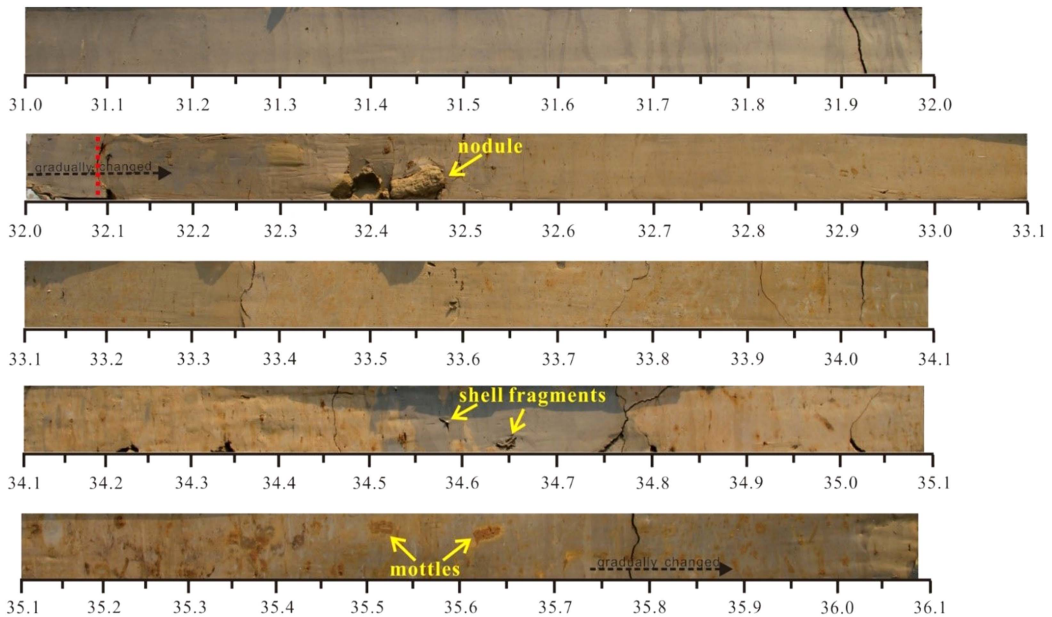 31.0 31.1 31.2 31.3 31.4 31.5 31.6 31.7 31.8 31.9 32.0
gradually changed
nodule
32.0 32.1 32.2 32.3 32.4 32.5 32.6 32.7 32.8 32.9 33.0 33.1
33.1 33.2 33.3 33.4 33.5 33.6 33.7 33.8 33.9 34.0 34.1
shell fragments
34.1 34.2 34.3 34.4 34.5 34.6 34.7 34.8 34.9 35.0 35.1
mottles
gradually changed
35.1 35.2 35.3 35.4 35.5 35.6 35.7 35.8 35.9 36.0 36.1